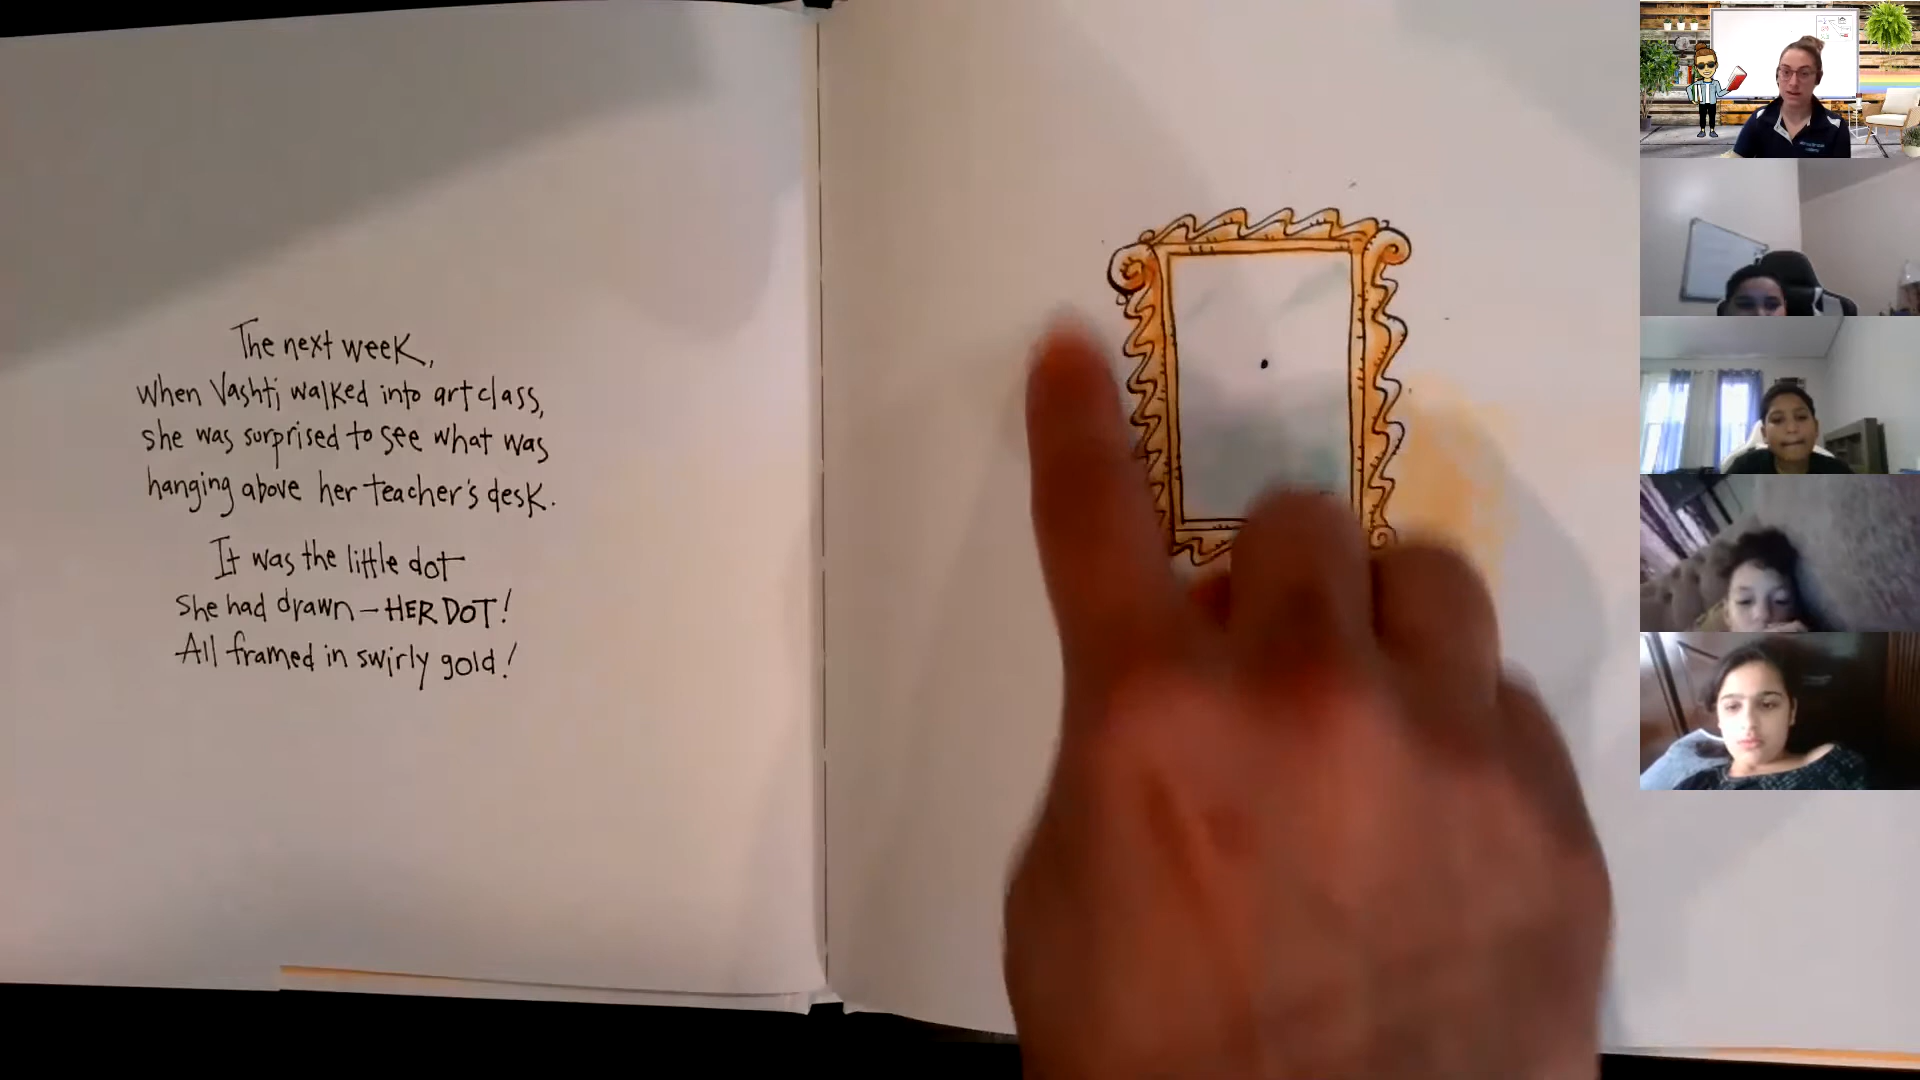 The next week,
when Vashti walked into art class,
she was surprised to see what was
hanging above her teacher's desk.
It was the little dot
she had drawn – HER DOT!
All framed in swirly gold!